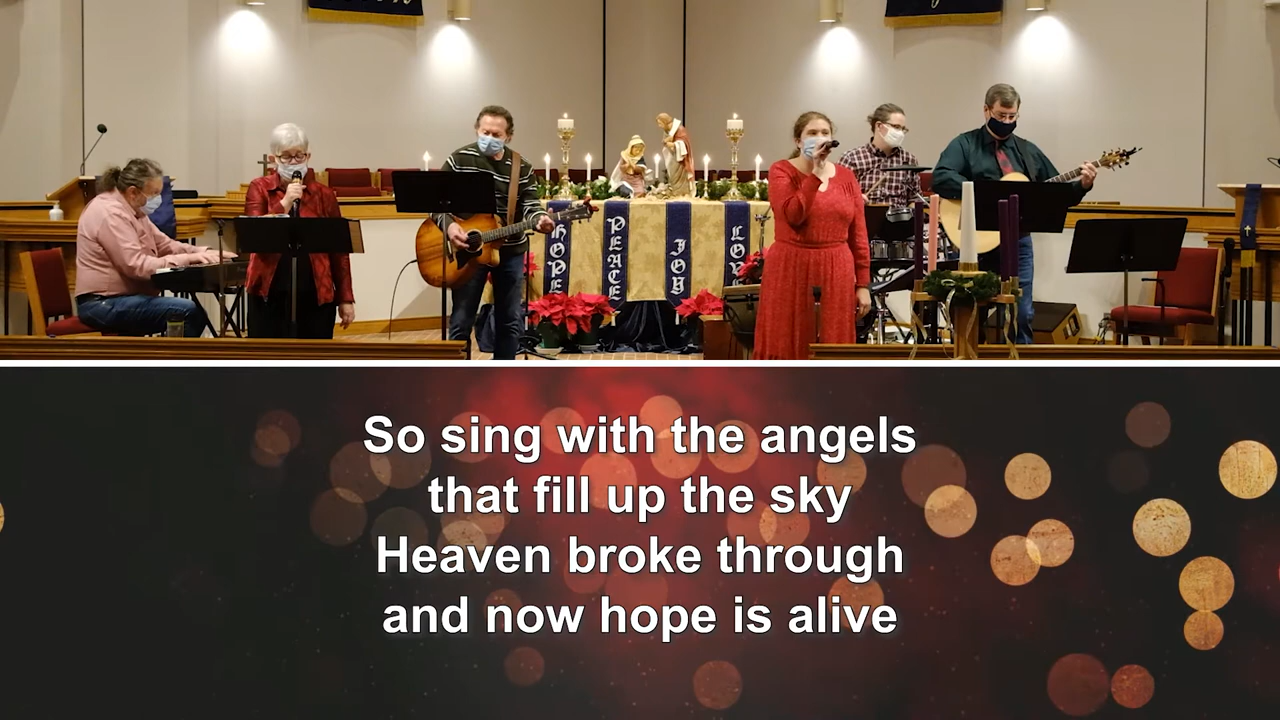 HOPE
PEACE
JOY
LOVE
So sing with the angels
that fill up the sky
Heaven broke through
and now hope is alive